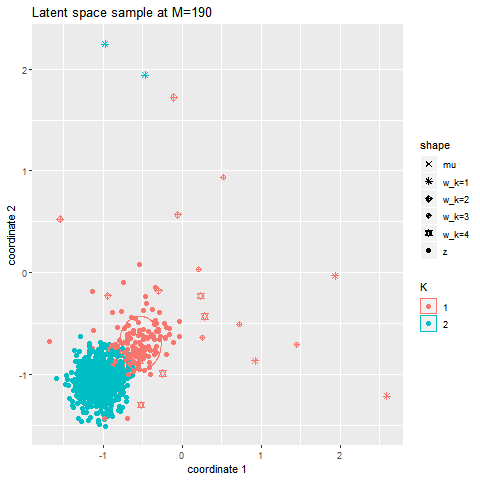 Latent space sample at M=190
coordinate 2
2
1
0
-1
-1
0
1
2
coordinate 1
shape
mu
w_k=1
w_k=2
w_k=3
w_k=4
z
K
1
2